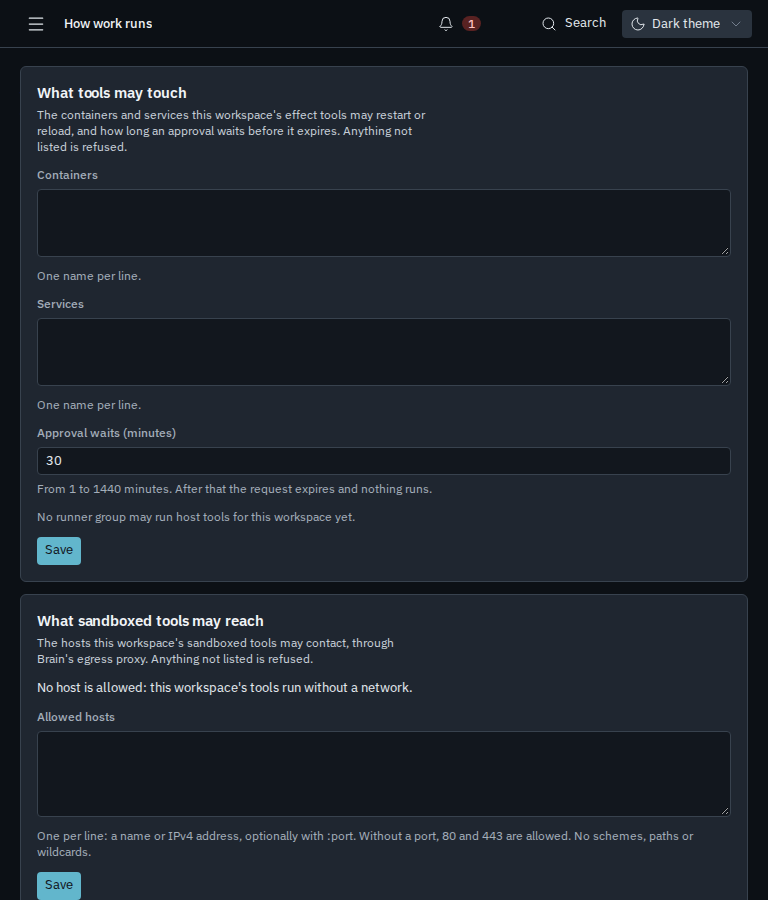 How work runs
1
Search
Dark theme
What tools may touch
The containers and services this workspace's effect tools may restart or
reload, and how long an approval waits before it expires. Anything not
listed is refused.
Containers
One name per line.
Services
One name per line.
Approval waits (minutes)
30
From 1 to 1440 minutes. After that the request expires and nothing runs.
No runner group may run host tools for this workspace yet.
Save
What sandboxed tools may reach
The hosts this workspace's sandboxed tools may contact, through
Brain's egress proxy. Anything not listed is refused.
No host is allowed: this workspace's tools run without a network.
Allowed hosts
One per line: a name or IPv4 address, optionally with :port. Without a port, 80 and 443 are allowed. No schemes, paths or
wildcards.
Save